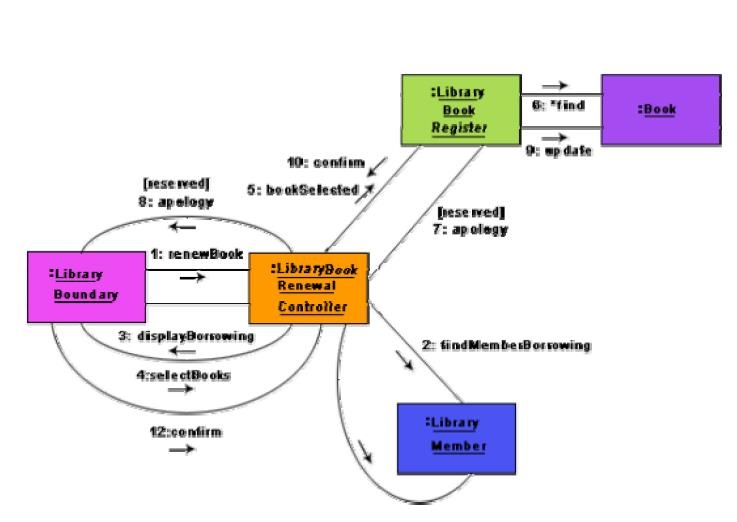 :Library
Book
Register
6: *find
:Book
9: update
10: confirm
5: bookSelected
[reserved]
8: apology
[reserved]
7: apology
1: renewBook
:Library
Boundary
:LibraryBook
Renewal
Controller
3: displayBorrowing
2: findMemberBorrowing
4:selectBooks
12:confirm
:Library
Member